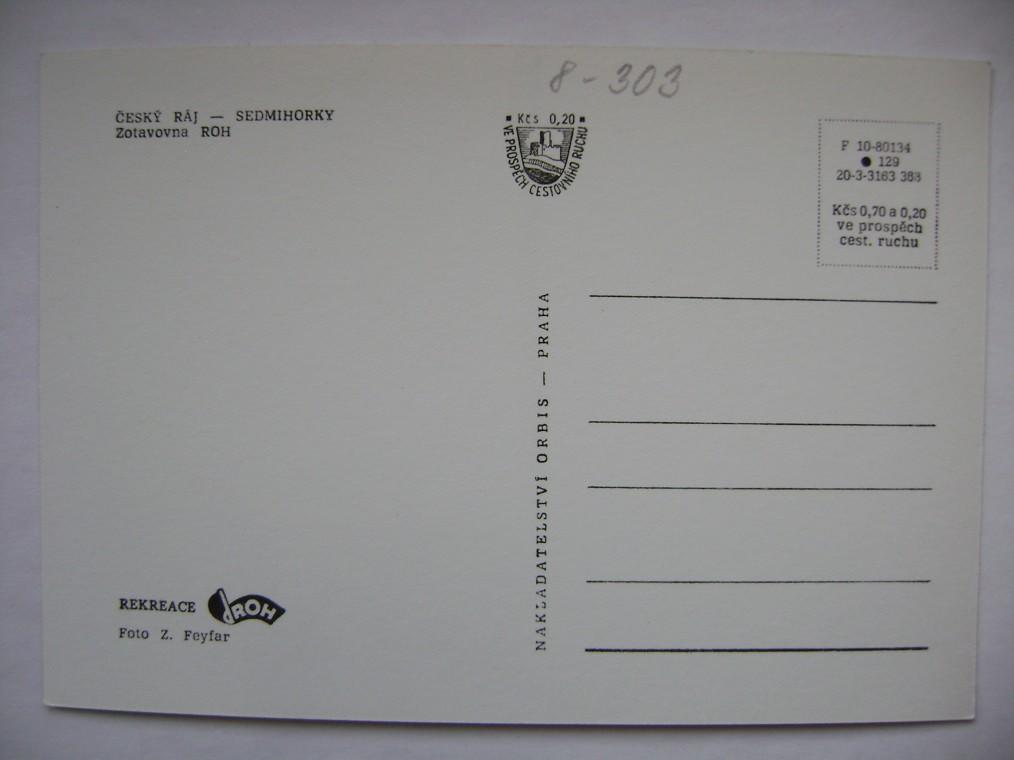 8-303
ČESKÝ RÁJ — SEDMIHORKY
Zotavovna ROH
Kčs 0,20
VE PROSPĚCH CESTOVNÍHO RUCHU
F 10-80134
129
20-3-3163 388
Kčs 0,70 a 0,20
ve prospěch
cest. ruchu
NAKLADATELSTVÍ ORBIS — PRAHA
REKREACE ROH
Foto Z. Feyfar